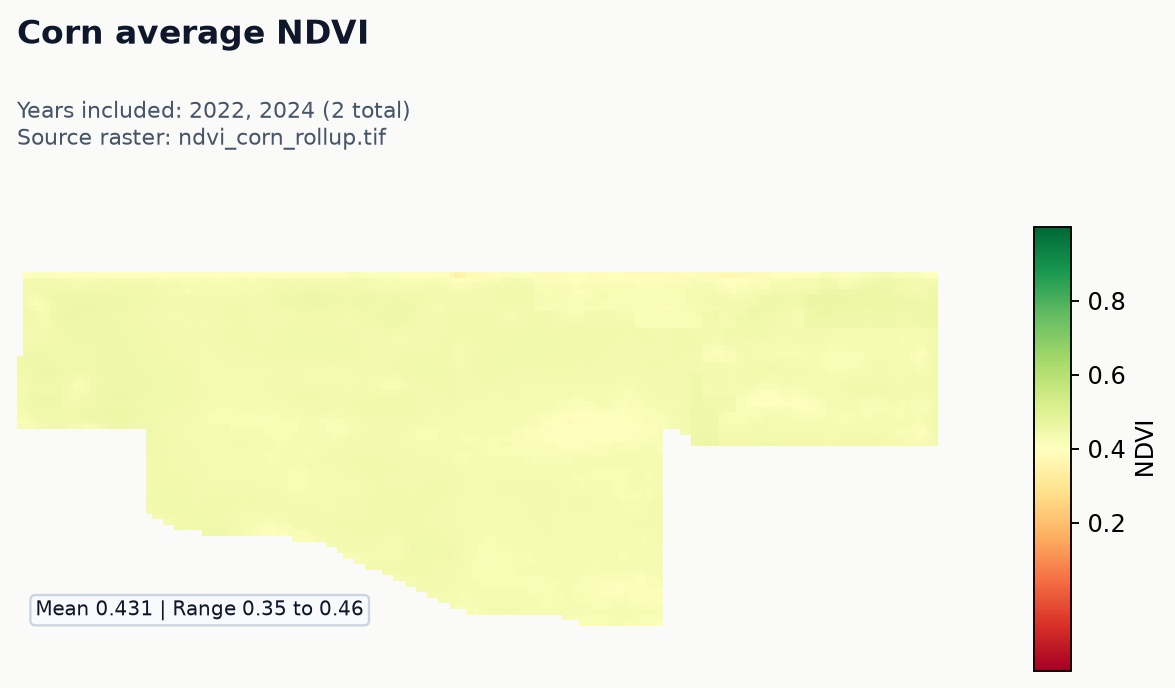 Corn average NDVI
Years included: 2022, 2024 (2 total)
Source raster: ndvi_corn_rollup.tif
0.8
0.6
0.4
0.2
NDVI
Mean 0.431 | Range 0.35 to 0.46